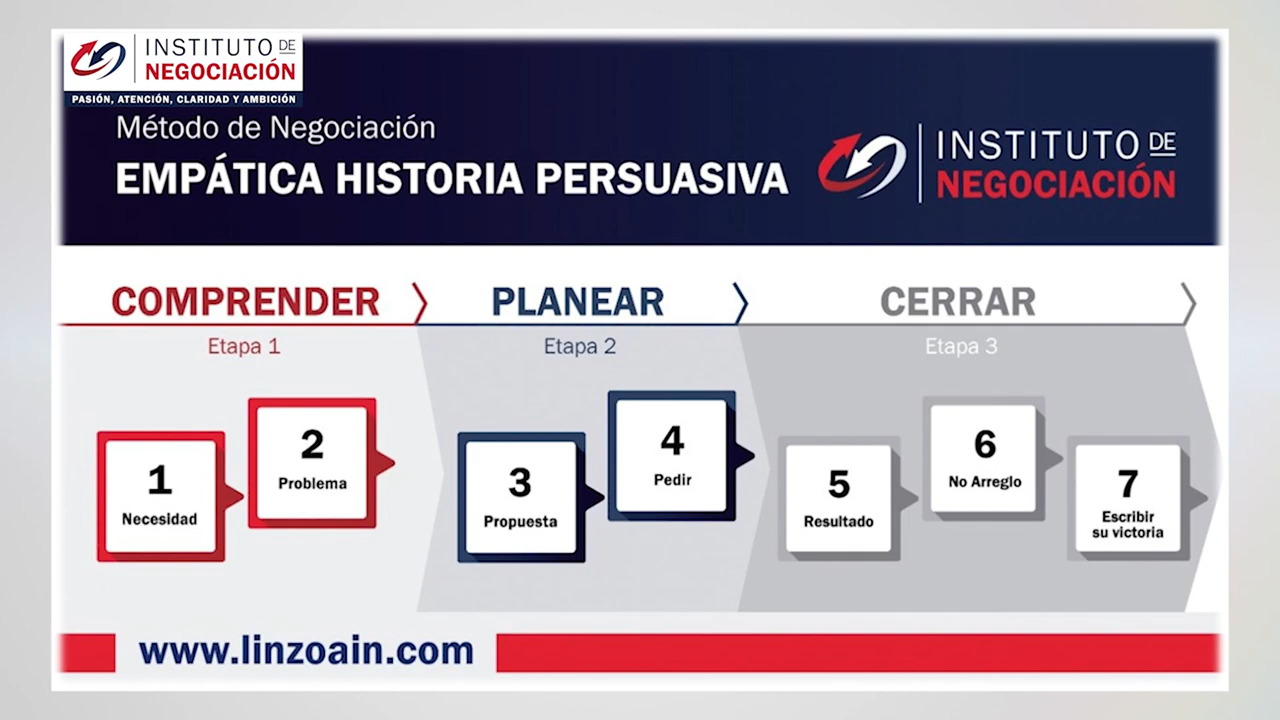 INSTITUTO DE
NEGOCIACIÓN
PASIÓN, ATENCIÓN, CLARIDAD Y AMBICIÓN
Método de Negociación
EMPÁTICA HISTORIA PERSUASIVA
INSTITUTO DE
NEGOCIACIÓN
COMPRENDER
Etapa 1
1
Necesidad
2
Problema
PLANEAR
Etapa 2
3
Propuesta
4
Pedir
CERRAR
Etapa 3
5
Resultado
6
No Arreglo
7
Escribir
su victoria
www.linzoain.com